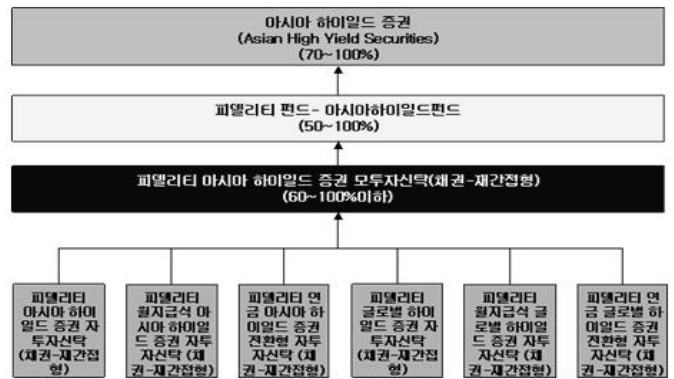 아시아 하이일드 증권
(Asian High Yield Securities)
(70~100%)
피델리티 펀드- 아시아하이일드펀드
(50~100%)
피델리티 아시아 하이일드 증권 모투자신탁(채권-재간접형)
(60~100%이하)
피델리티
아시아 하이
일드 증권 자
투자신탁
(채권-재간접
형)
피델리티
월지급식 아
시아 하이일
드 증권 자투
자신탁 (채
권-재간접형)
피델리티 연
금 아시아 하
이일드 증권
전환형 자투
자신탁 (채
권-재간접형)
피델리티
글로벌 하이
일드 증권 자
투자신탁
(채권-재간접
형)
피델리티
월지급식 글
로벌 하이일
드 증권 자투
자신탁 (채
권-재간접형)
피델리티 연
금 글로벌 하
이일드 증권
전환형 자투
자신탁 (채
권-재간접형)